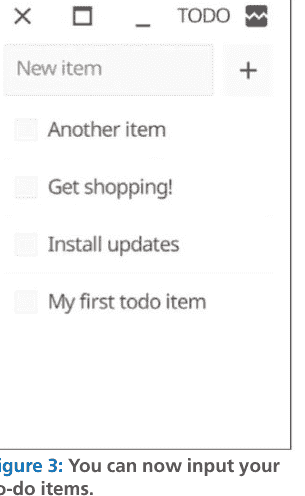 TODO
New item
+
Another item
Get shopping!
Install updates
My first todo item
igure 3: You can now input your
o-do items.